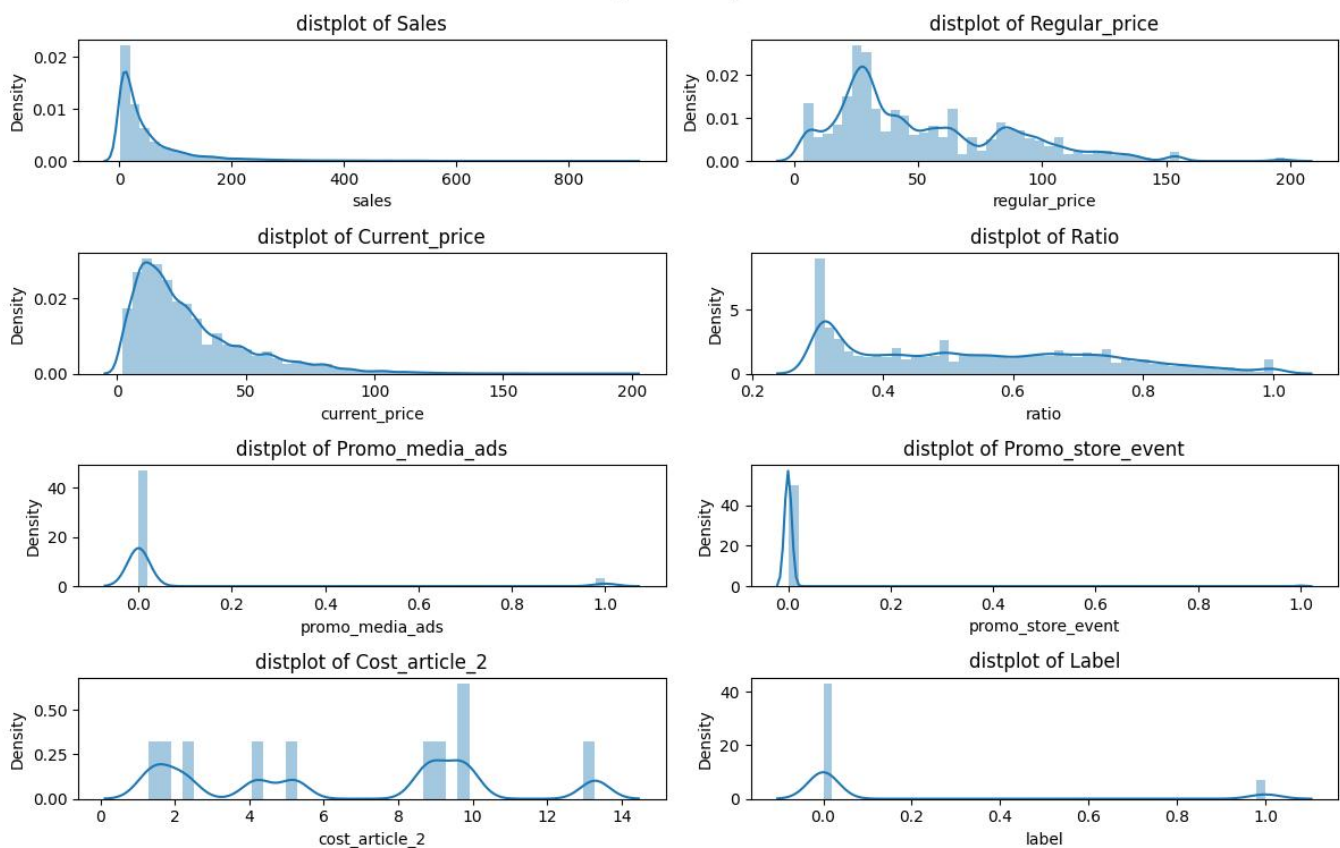 distplot of Sales
Density
0.02
0.01
0.00
0 200 400 600 800
sales
distplot of Regular_price
Density
0.02
0.01
0.00
0 50 100 150 200
regular_price
distplot of Current_price
Density
0.02
0.00
0 50 100 150 200
current_price
distplot of Ratio
Density
5
0
0.2 0.4 0.6 0.8 1.0
ratio
distplot of Promo_media_ads
Density
40
20
0
0.0 0.2 0.4 0.6 0.8 1.0
promo_media_ads
distplot of Promo_store_event
Density
40
20
0
0.0 0.2 0.4 0.6 0.8 1.0
promo_store_event
distplot of Cost_article_2
Density
0.50
0.25
0.00
0 2 4 6 8 10 12 14
cost_article_2
distplot of Label
Density
40
20
0
0.0 0.2 0.4 0.6 0.8 1.0
label